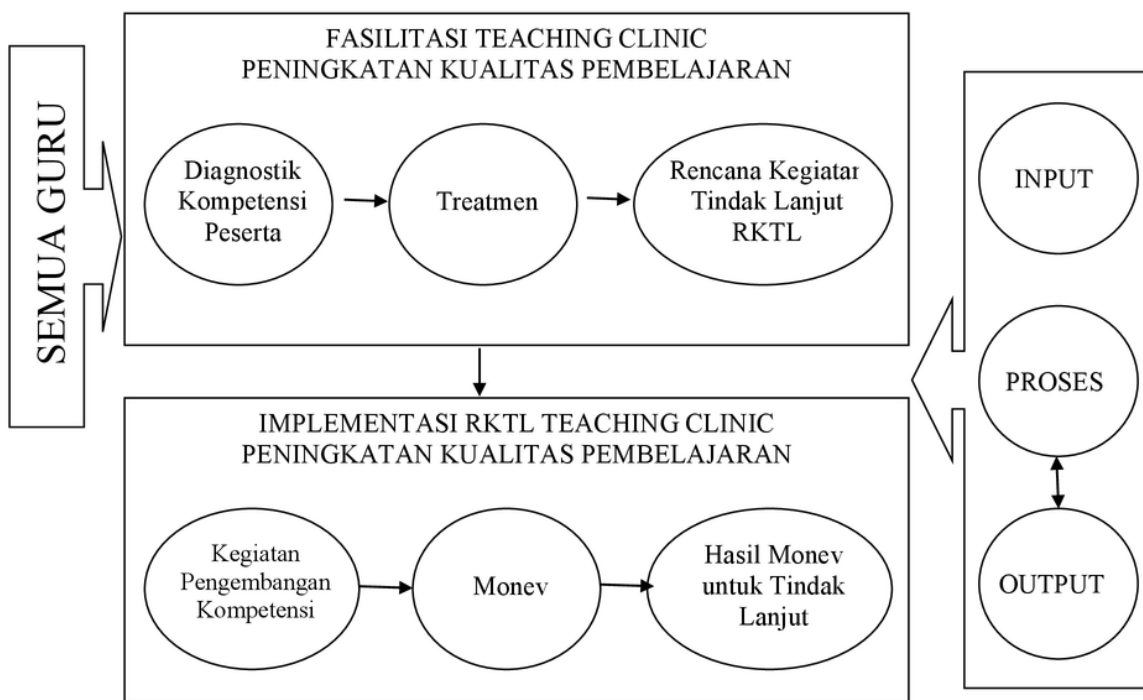 SEMUA GURU
FASILITASI TEACHING CLINIC
PENINGKATAN KUALITAS PEMBELAJARAN
Diagnostik
Kompetensi
Peserta
Treatmen
Rencana Kegiatan
Tindak Lanjut
RKTL
IMPLEMENTASI RKTL TEACHING CLINIC
PENINGKATAN KUALITAS PEMBELAJARAN
Kegiatan
Pengembangan
Kompetensi
Monev
Hasil Monev
untuk Tindak
Lanjut
INPUT
PROSES
OUTPUT